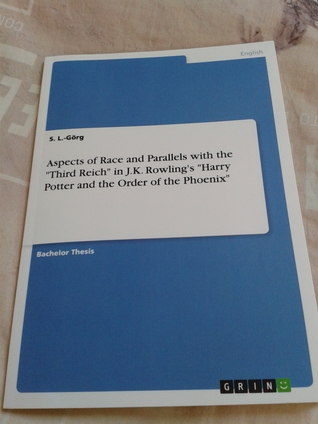 English
S. L.-Görg
Aspects of Race and Parallels with the
"Third Reich" in J.K. Rowling's "Harry
Potter and the Order of the Phoenix"
Bachelor Thesis
GRIN